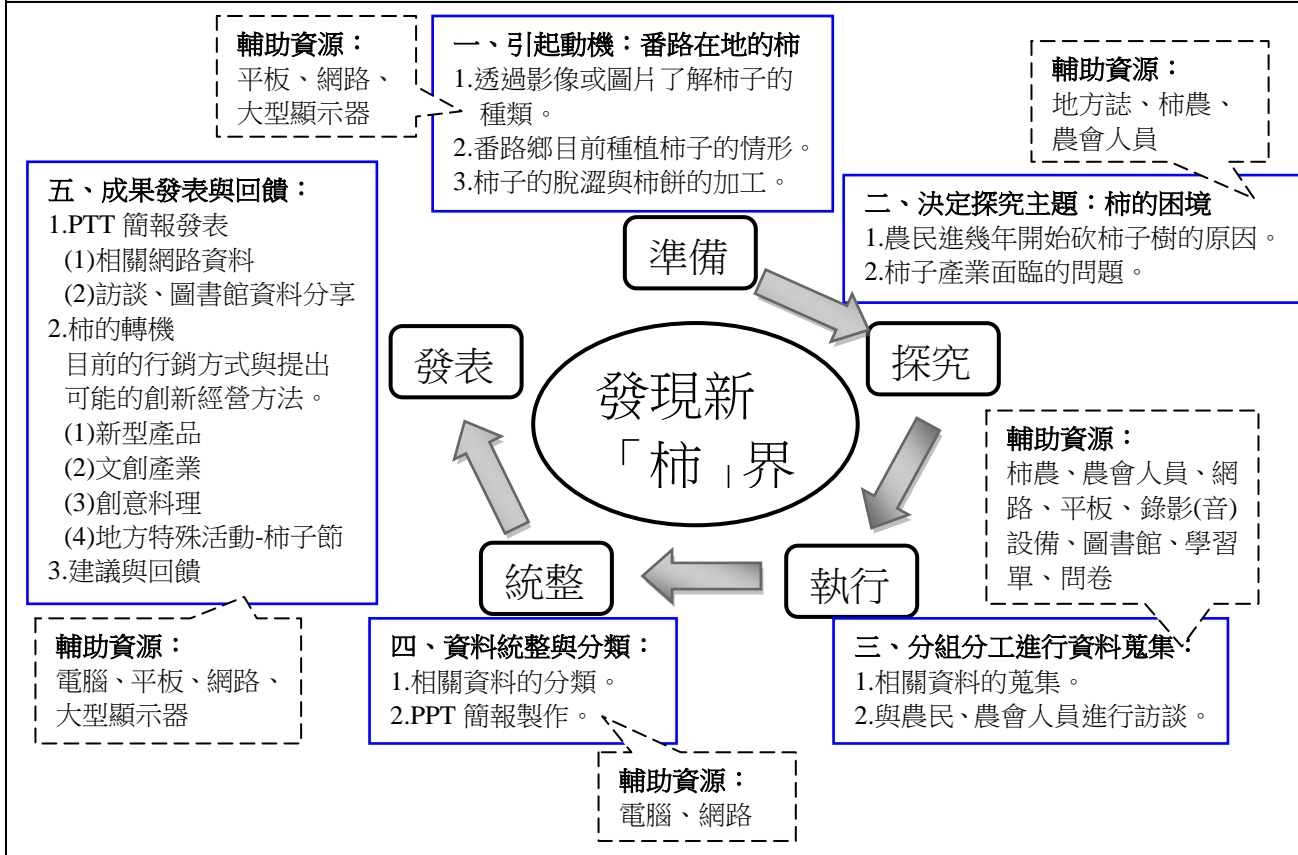 輔助資源：
平板、網路、
大型顯示器
一、引起動機：番路在地的柿
1.透過影像或圖片了解柿子的
種類。
2.番路鄉目前種植柿子的情形。
3.柿子的脫澀與柿餅的加工。
輔助資源：
地方誌、柿農、
農會人員
二、決定探究主題：柿的困境
1.農民進幾年開始砍柿子樹的原因。
2.柿子產業面臨的問題。
五、成果發表與回饋：
1.PTT 簡報發表
(1)相關網路資料
(2)訪談、圖書館資料分享
2.柿的轉機
目前的行銷方式與提出
可能的創新經營方法。
(1)新型產品
(2)文創產業
(3)創意料理
(4)地方特殊活動-柿子節
3.建議與回饋
準備
探究
發表
發現新
「柿」界
執行
統整
輔助資源：
柿農、農會人員、網
路、平板、錄影(音)
設備、圖書館、學習
單、問卷
三、分組分工進行資料蒐集：
1.相關資料的蒐集。
2.與農民、農會人員進行訪談。
四、資料統整與分類：
1.相關資料的分類。
2.PPT 簡報製作。
輔助資源：
電腦、平板、網路、
大型顯示器
輔助資源：
電腦、網路